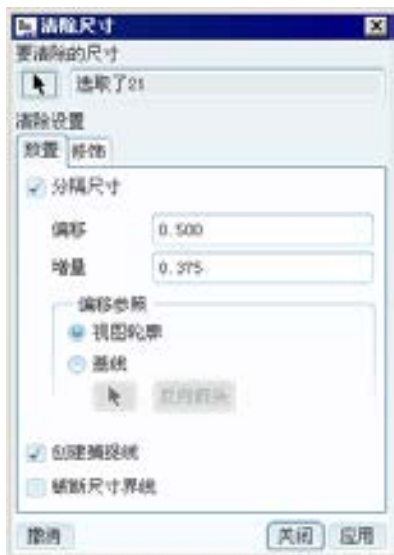 清除尺寸
要清除的尺寸
选取了21
清除设置
放置 修饰
分隔尺寸
偏移 0.500
增量 0.375
偏移参照
视图轮廓
基线
反向箭头
创建捕捉线
破断尺寸界线
撤消 关闭 应用